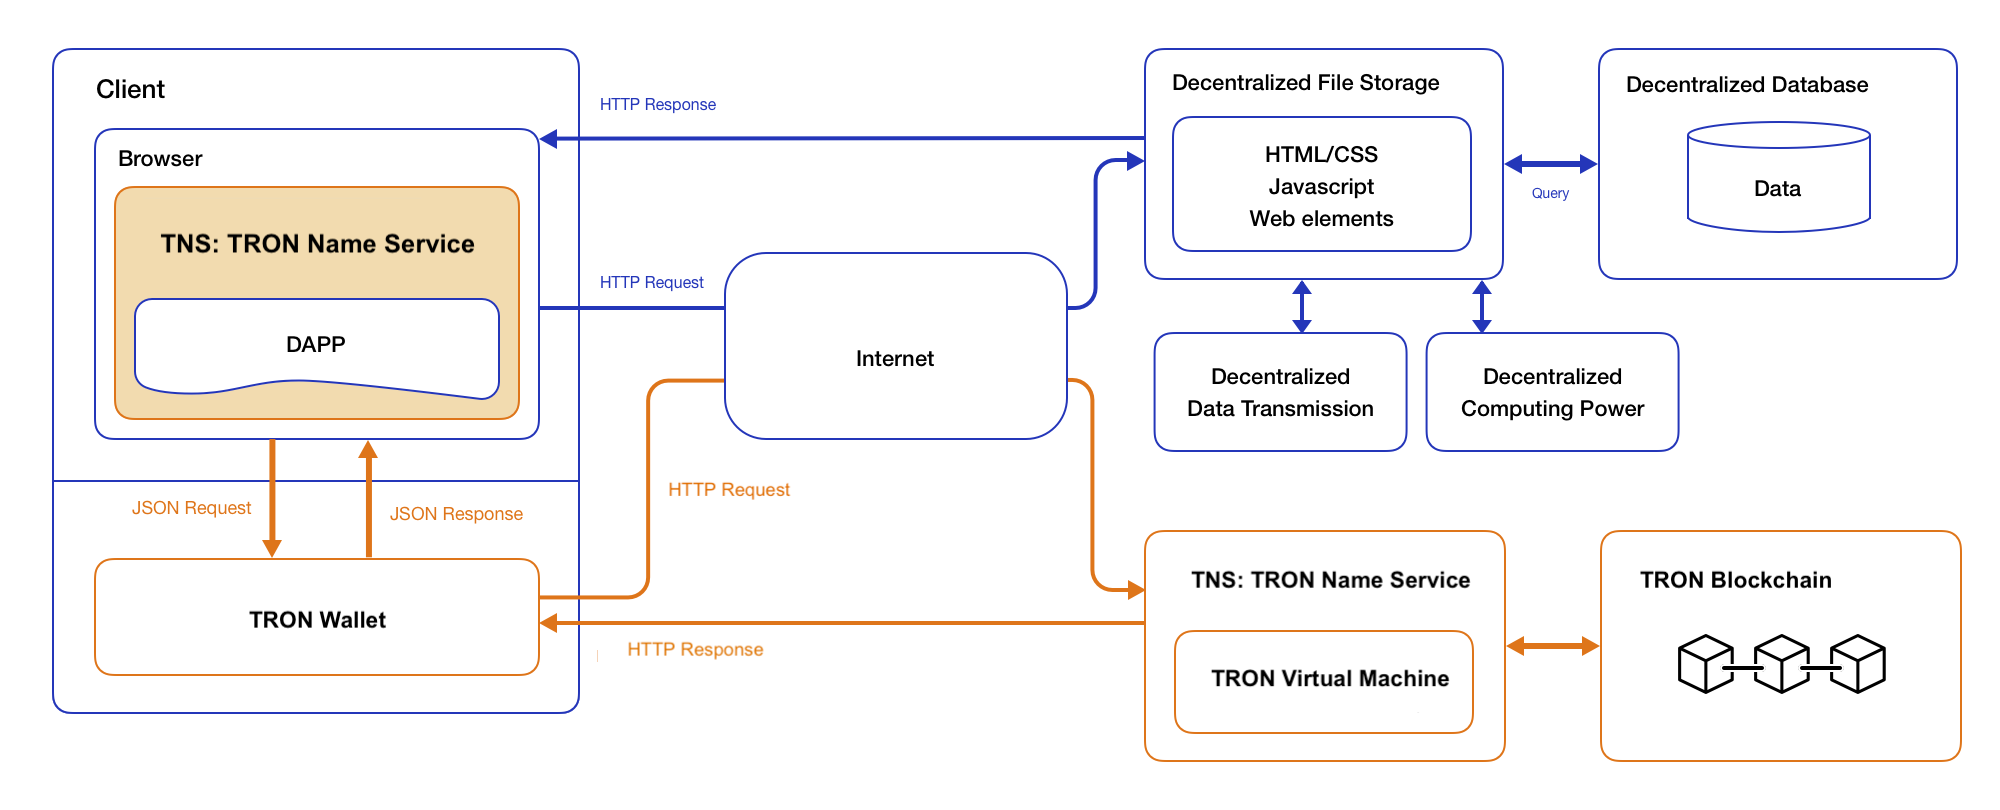 Client
Browser
TNS: TRON Name Service
DAPP
JSON Request
JSON Response
TRON Wallet
HTTP Response
HTTP Request
Internet
HTTP Request
HTTP Response
Decentralized File Storage
HTML/CSS
Javascript
Web elements
Query
Decentralized Database
Data
Decentralized
Data Transmission
Decentralized
Computing Power
TNS: TRON Name Service
TRON Virtual Machine
TRON Blockchain